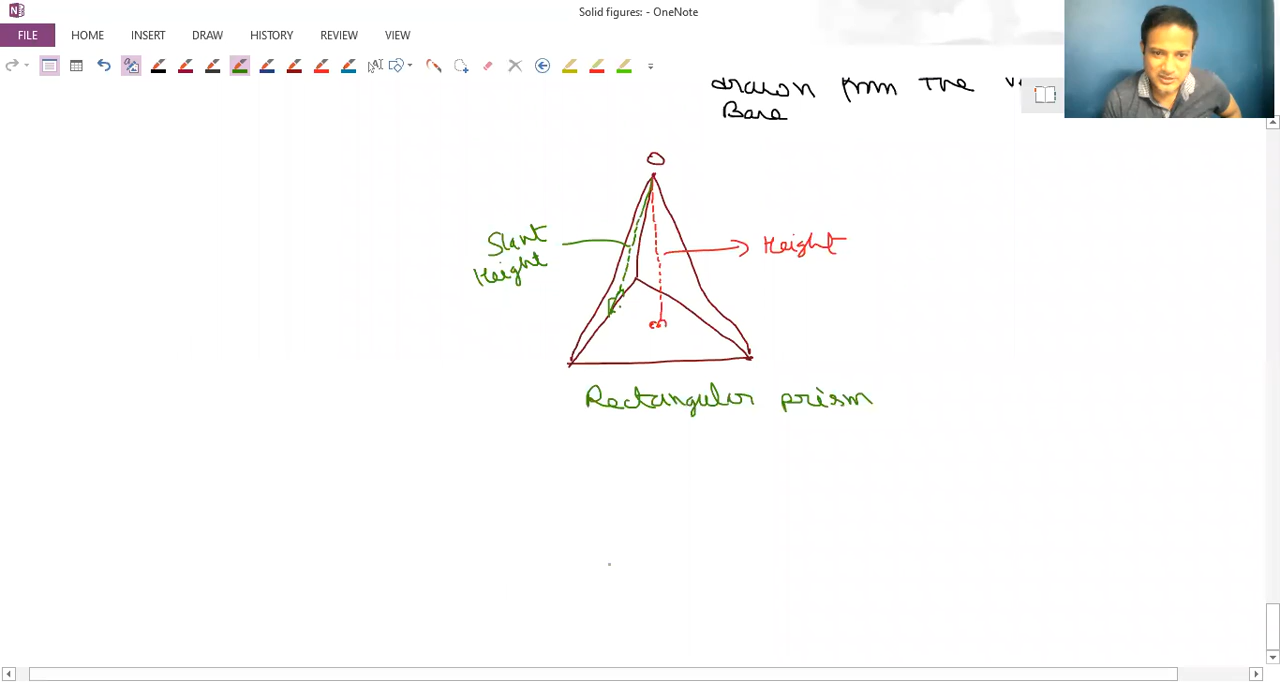 Solid figures: - OneNote
FILE HOME INSERT DRAW HISTORY REVIEW VIEW
drawn from the
Base
O
Slant
Height
Height
m
Rectangular prism